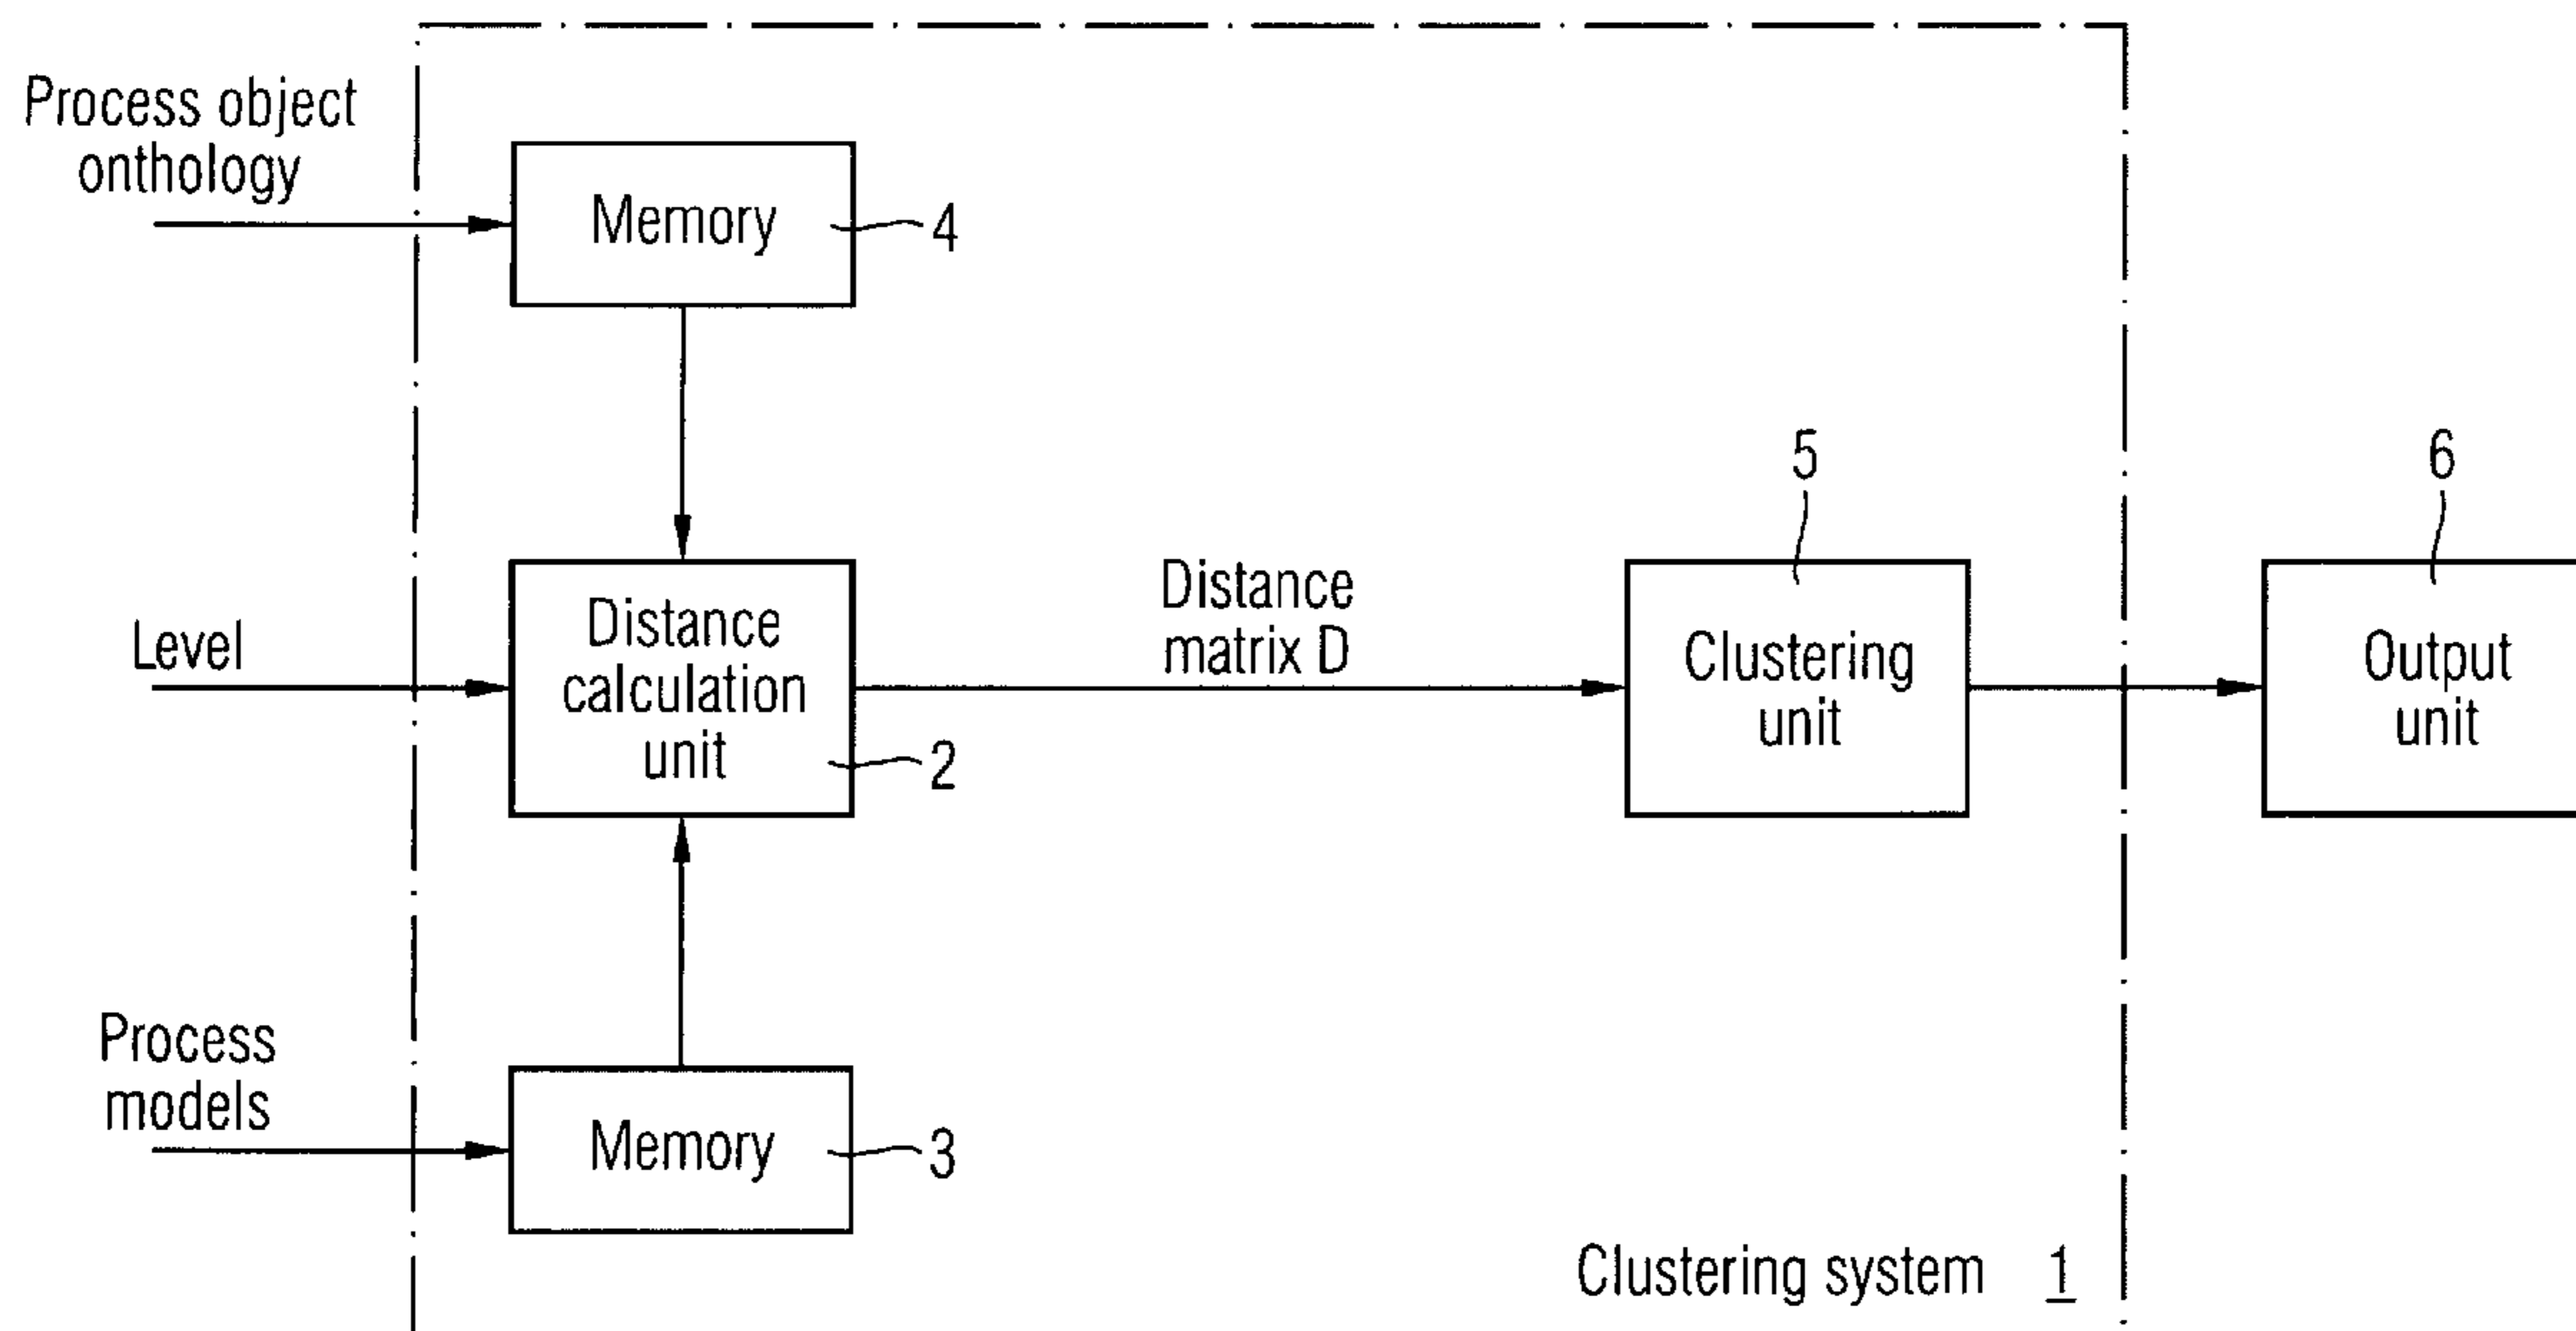 Process object
onthology
Memory
4
Level
Distance
calculation
unit
2
Distance
matrix D
5
Clustering
unit
6
Output
unit
Process
models
Memory
3
Clustering system 1